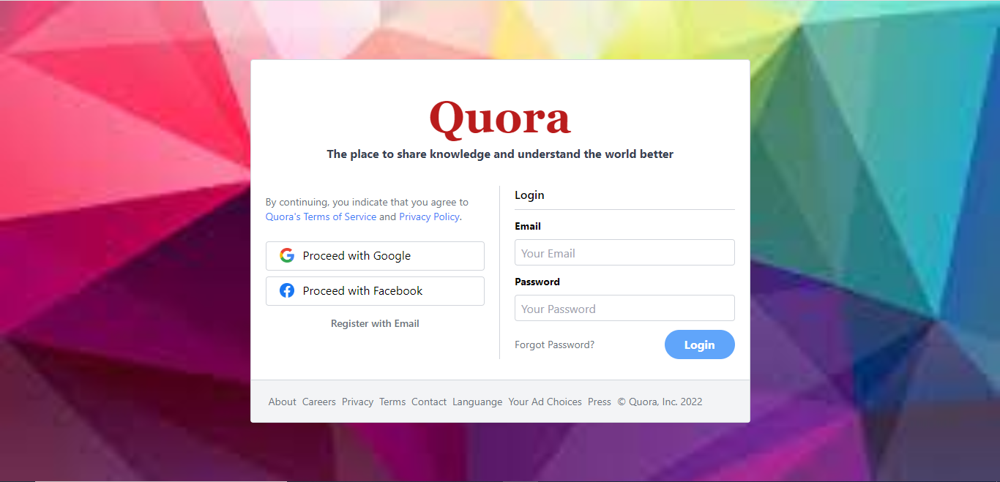 Quora
The place to share knowledge and understand the world better
By continuing, you indicate that you agree to
Quora's Terms of Service and Privacy Policy.
Proceed with Google
Proceed with Facebook
Register with Email
Login
Email
Your Email
Password
Your Password
Forgot Password?
Login
About Careers Privacy Terms Contact Languange Your Ad Choices Press © Quora, Inc. 2022